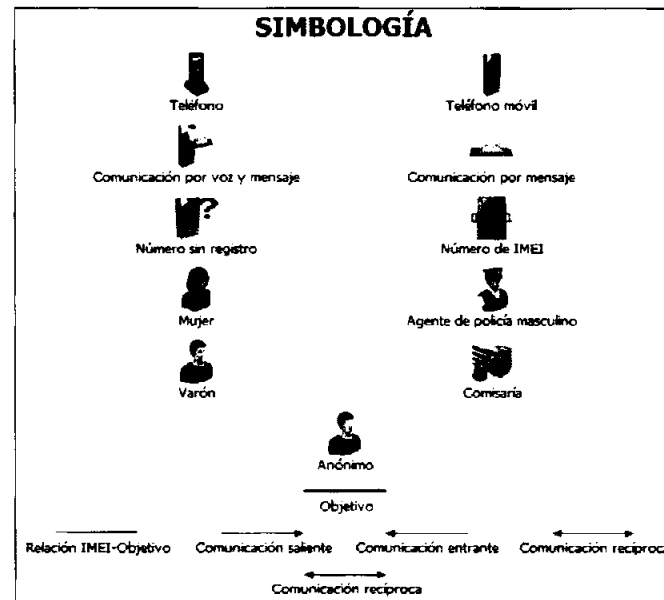 SIMBOLOGÍA
Teléfono
Teléfono móvil
Comunicación por voz y mensaje
Comunicación por mensaje
Número sin registro
Número de IMEI
Mujer
Agente de policía masculino
Varón
Comisaría
Anónimo
Objetivo
Relación IMEI-Objetivo
Comunicación saliente
Comunicación entrante
Comunicación recíproca
Comunicación recíproca